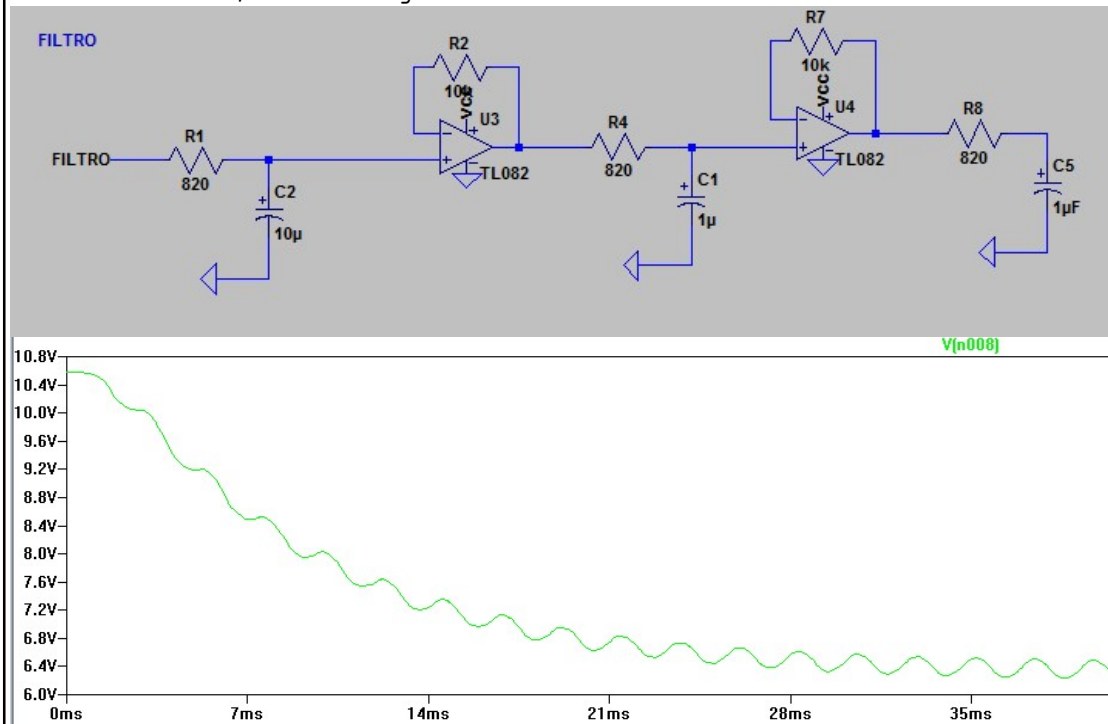 FILTRO
R2
10k
vcc
U3
TL082
R7
10k
vcc
U4
TL082
R1
820
FILTRO
C2
10µ
R4
820
C1
1µ
R8
820
C5
1µF
V(n008)
10.8V
10.4V
10.0V
9.6V
9.2V
8.8V
8.4V
8.0V
7.6V
7.2V
6.8V
6.4V
6.0V
0ms 7ms 14ms 21ms 28ms 35ms